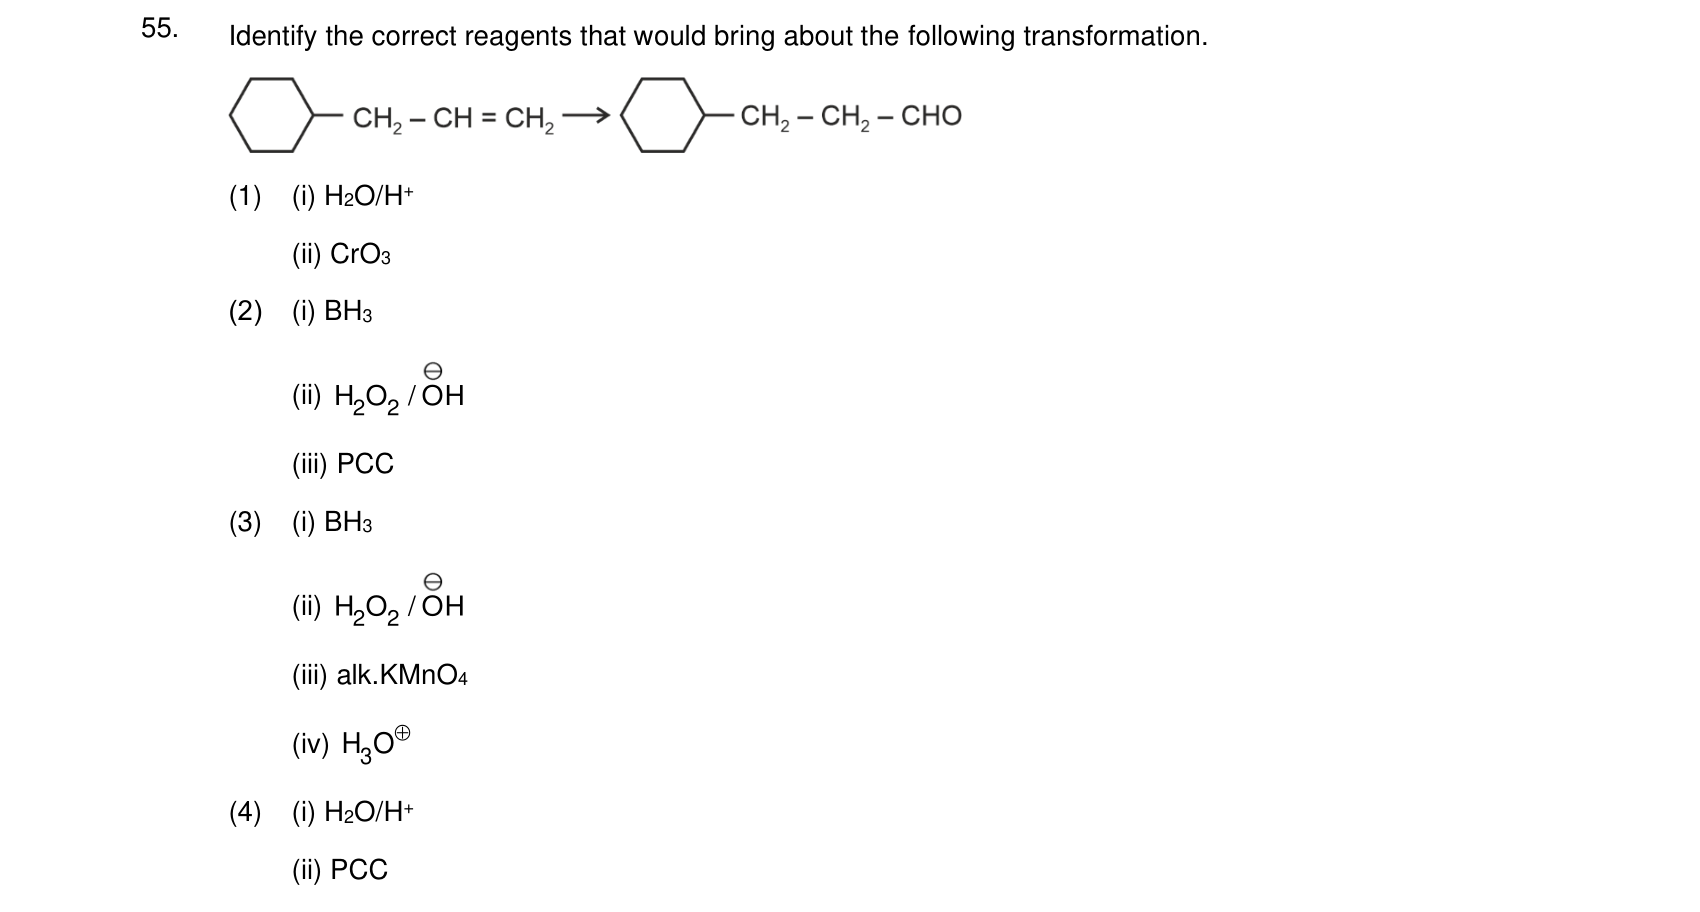 55. Identify the correct reagents that would bring about the following transformation.
CH₂ – CH = CH₂ ⟶ CH₂ – CH₂ – CHO
(1) (i) H₂O/H⁺
(ii) CrO₃
(2) (i) BH₃
(ii) H₂O₂ / O⊖H
(iii) PCC
(3) (i) BH₃
(ii) H₂O₂ / O⊖H
(iii) alk.KMnO₄
(iv) H₃O⊕
(4) (i) H₂O/H⁺
(ii) PCC